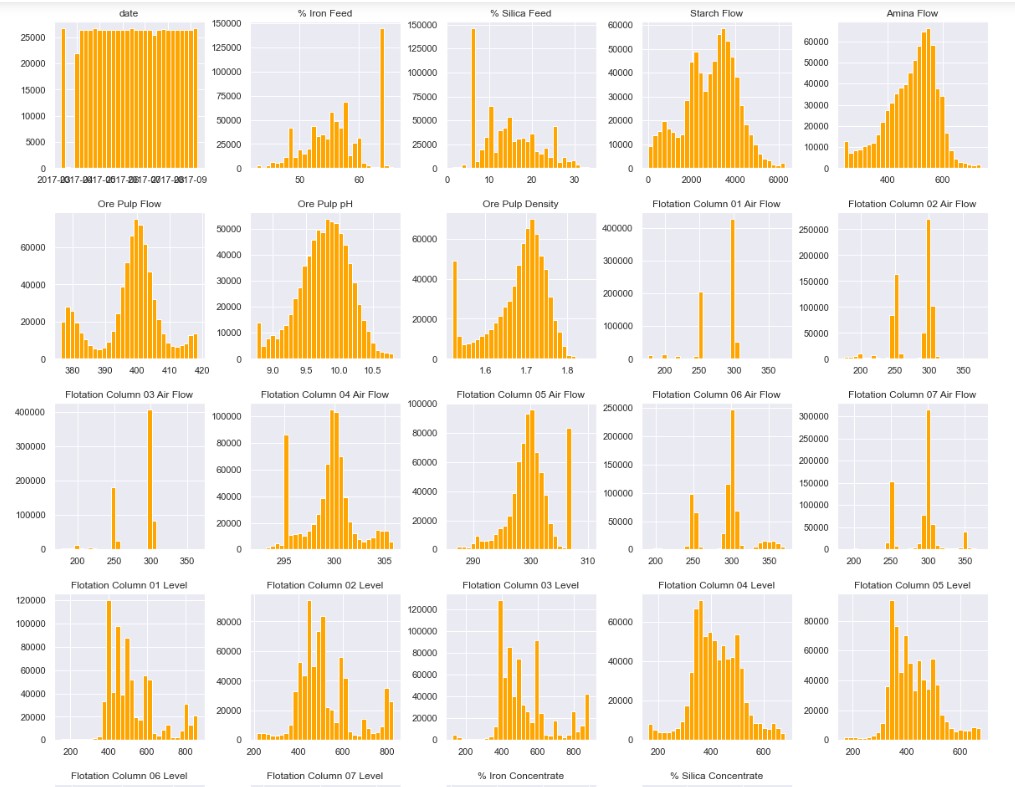 date % Iron Feed % Silica Feed Starch Flow Amina Flow
25000 20000 15000 10000 5000 0
150000 125000 100000 75000 50000 25000 0
150000 125000 100000 75000 50000 25000 0
60000 50000 40000 30000 20000 10000 0
60000 50000 40000 30000 20000 10000 0
50 60
0 10 20 30
0 2000 4000 6000
400 600
Ore Pulp Flow Ore Pulp pH Ore Pulp Density Flotation Column 01 Air Flow Flotation Column 02 Air Flow
60000 40000 20000 0
50000 40000 30000 20000 10000 0
60000 40000 20000 0
400000 300000 200000 100000 0
250000 200000 150000 100000 50000 0
380 390 400 410 420
9.0 9.5 10.0 10.5
1.6 1.7 1.8
200 250 300 350
200 250 300 350
Flotation Column 03 Air Flow Flotation Column 04 Air Flow Flotation Column 05 Air Flow Flotation Column 06 Air Flow Flotation Column 07 Air Flow
400000 300000 200000 100000 0
100000 80000 60000 40000 20000 0
100000 80000 60000 40000 20000 0
250000 200000 150000 100000 50000 0
300000 250000 200000 150000 100000 50000 0
200 250 300 350
295 300 305
290 300 310
200 250 300 350
200 250 300 350
Flotation Column 01 Level Flotation Column 02 Level Flotation Column 03 Level Flotation Column 04 Level Flotation Column 05 Level
120000 100000 80000 60000 40000 20000 0
80000 60000 40000 20000 0
120000 100000 80000 60000 40000 20000 0
60000 40000 20000 0
80000 60000 40000 20000 0
200 400 600 800
200 400 600 800
200 400 600 800
200 400 600
200 400 600
Flotation Column 06 Level Flotation Column 07 Level % Iron Concentrate % Silica Concentrate